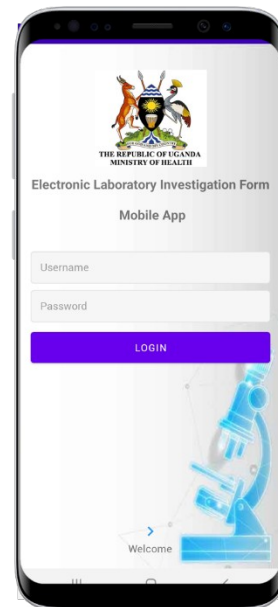 THE REPUBLIC OF UGANDA
MINISTRY OF HEALTH
Electronic Laboratory Investigation Form
Mobile App
Username
Password
LOGIN
Welcome